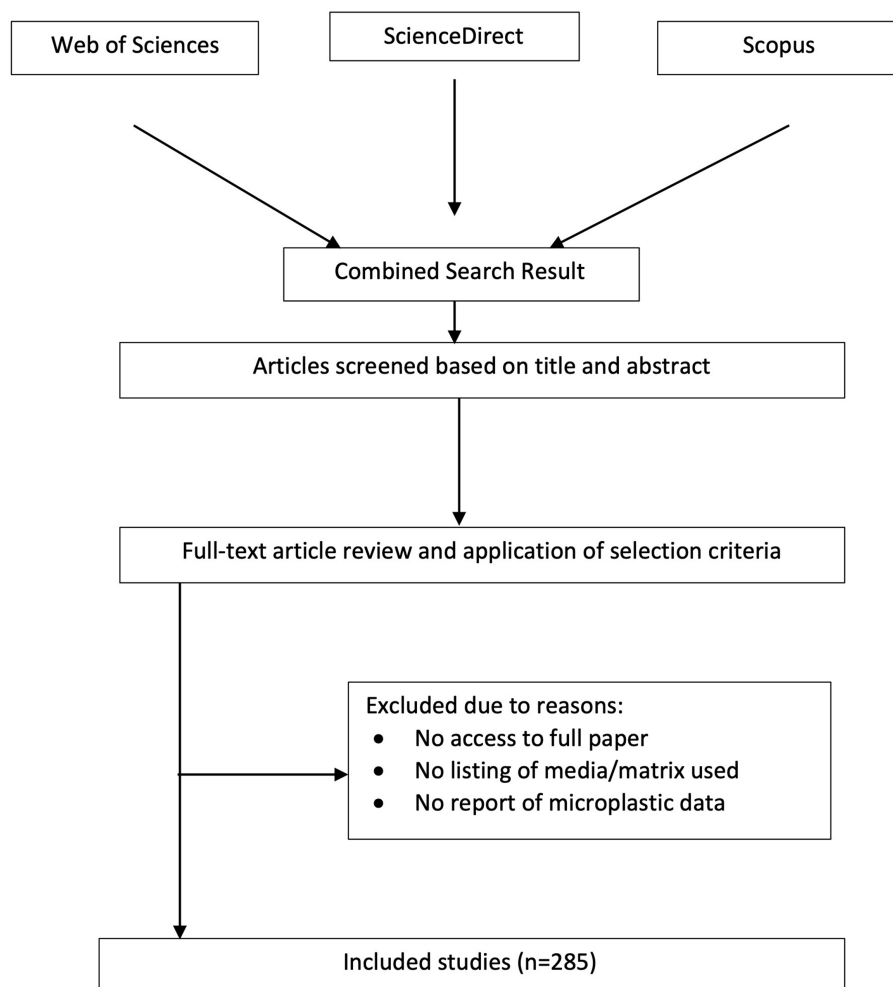 Web of Sciences
ScienceDirect
Scopus
Combined Search Result
Articles screened based on title and abstract
Full-text article review and application of selection criteria
Excluded due to reasons:
● No access to full paper
● No listing of media/matrix used
● No report of microplastic data
Included studies (n=285)